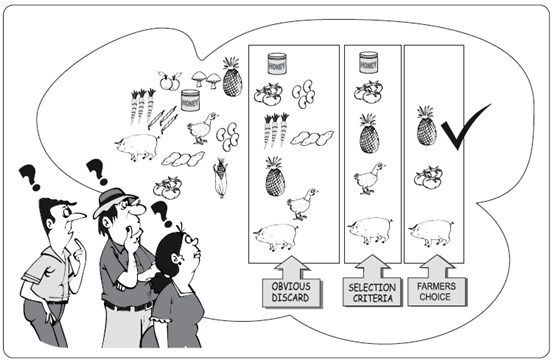 HONEY
HONEY
HONEY
?
?
?
OBVIOUS
DISCARD
SELECTION
CRITERIA
FARMERS
CHOICE